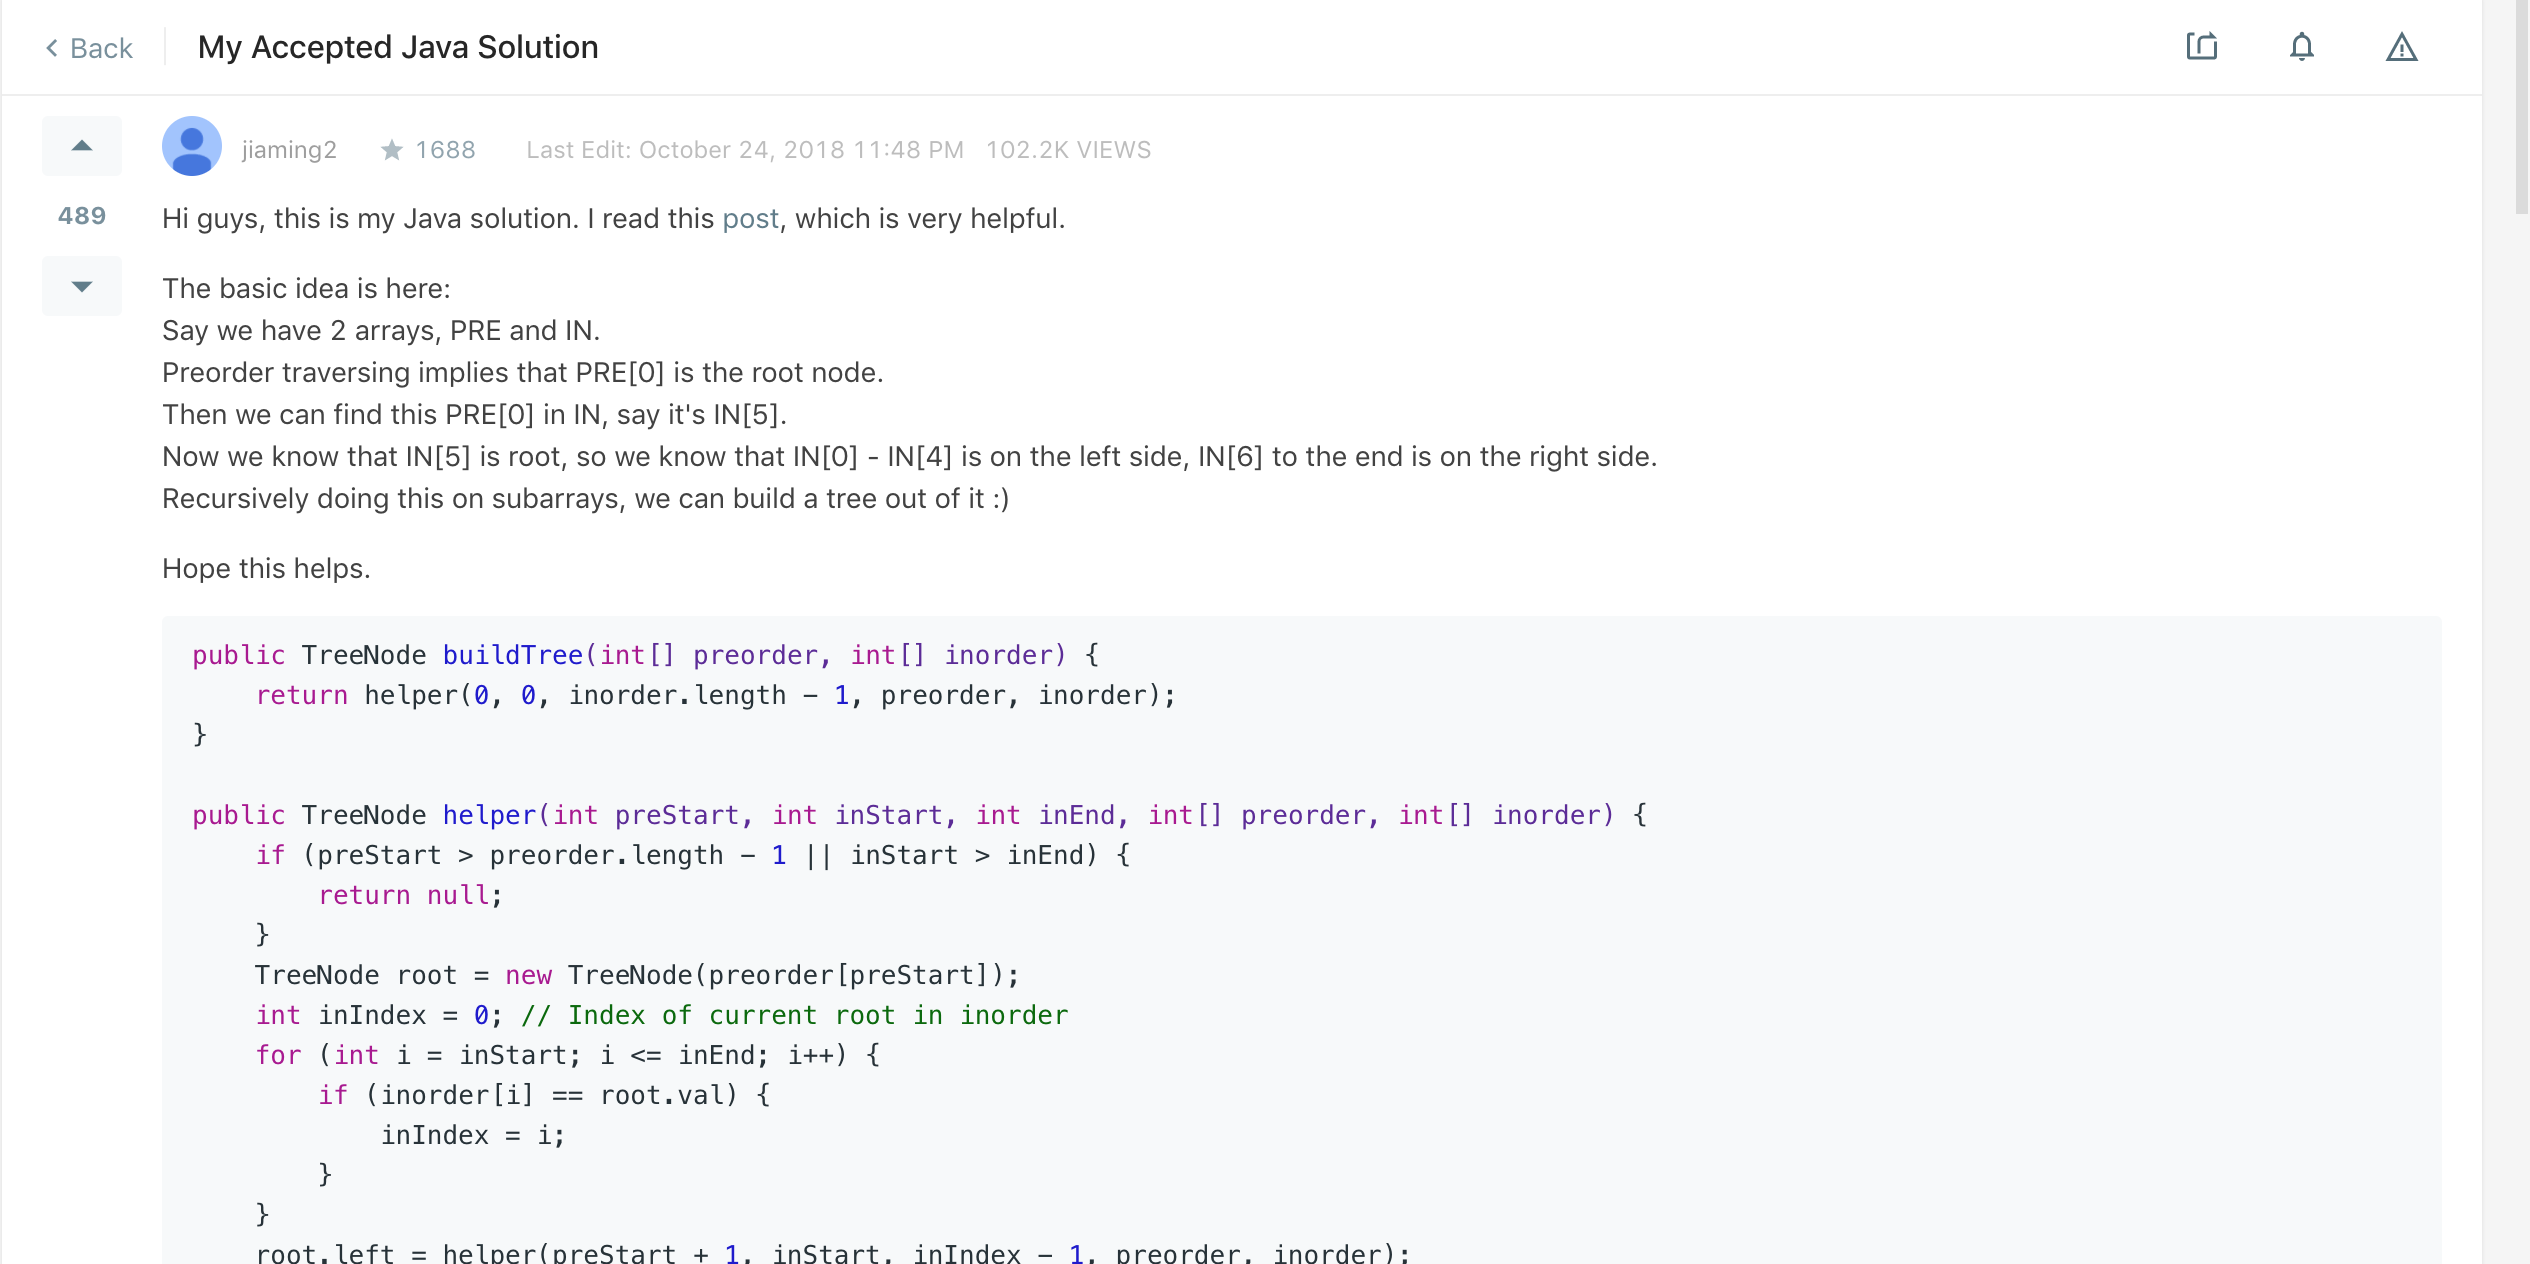 Back
My Accepted Java Solution
jiaming2 1688 Last Edit: October 24, 2018 11:48 PM 102.2K VIEWS
489
Hi guys, this is my Java solution. I read this post, which is very helpful.
The basic idea is here:
Say we have 2 arrays, PRE and IN.
Preorder traversing implies that PRE[0] is the root node.
Then we can find this PRE[0] in IN, say it's IN[5].
Now we know that IN[5] is root, so we know that IN[0] - IN[4] is on the left side, IN[6] to the end is on the right side.
Recursively doing this on subarrays, we can build a tree out of it :)
Hope this helps.
public TreeNode buildTree(int[] preorder, int[] inorder) {
    return helper(0, 0, inorder.length - 1, preorder, inorder);
}
public TreeNode helper(int preStart, int inStart, int inEnd, int[] preorder, int[] inorder) {
    if (preStart > preorder.length - 1 || inStart > inEnd) {
        return null;
    }
    TreeNode root = new TreeNode(preorder[preStart]);
    int inIndex = 0; // Index of current root in inorder
    for (int i = inStart; i <= inEnd; i++) {
        if (inorder[i] == root.val) {
            inIndex = i;
        }
    }
    root.left = helper(preStart + 1, inStart, inIndex - 1, preorder, inorder);